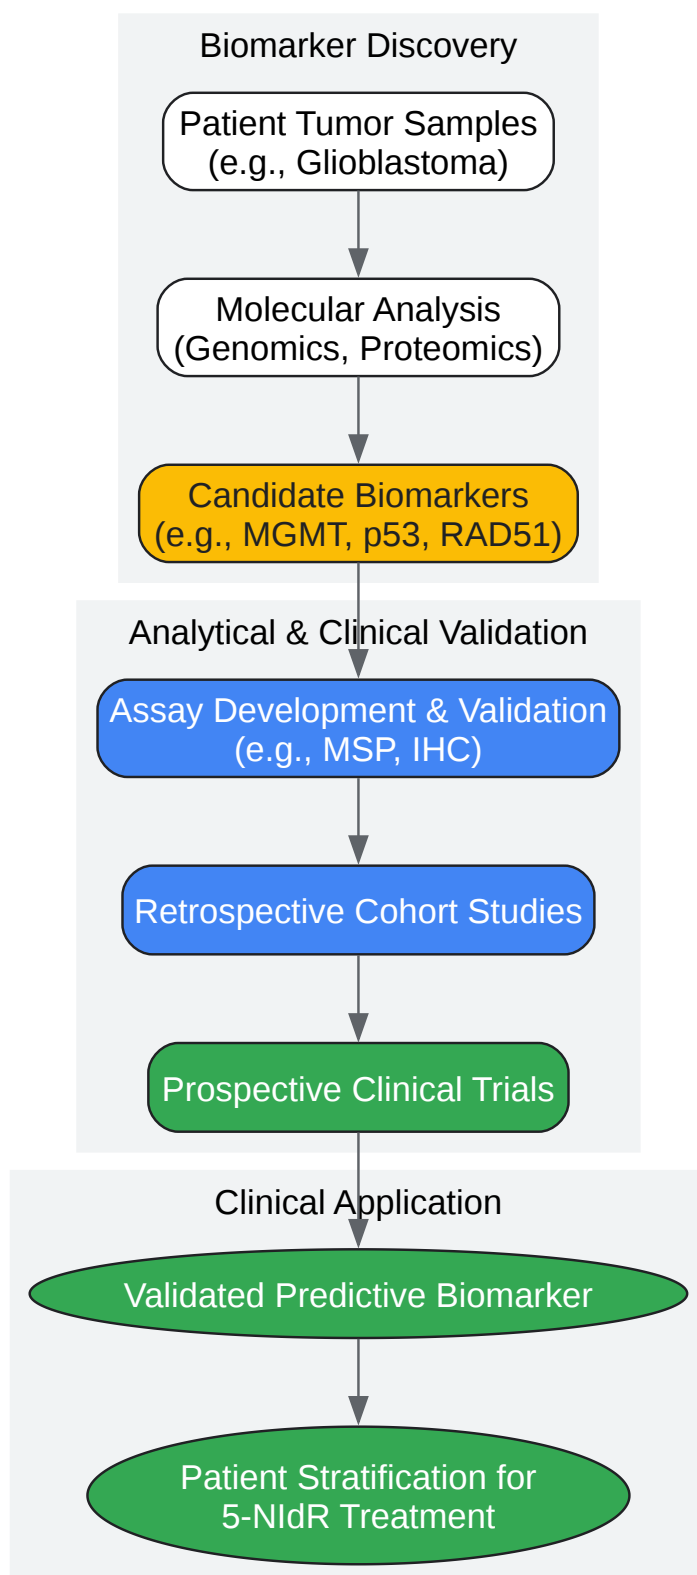 Biomarker Discovery
Patient Tumor Samples
(e.g., Glioblastoma)
Molecular Analysis
(Genomics, Proteomics)
Candidate Biomarkers
(e.g., MGMT, p53, RAD51)
Analytical & Clinical Validation
Assay Development & Validation
(e.g., MSP, IHC)
Retrospective Cohort Studies
Prospective Clinical Trials
Clinical Application
Validated Predictive Biomarker
Patient Stratification for
5-NIdR Treatment